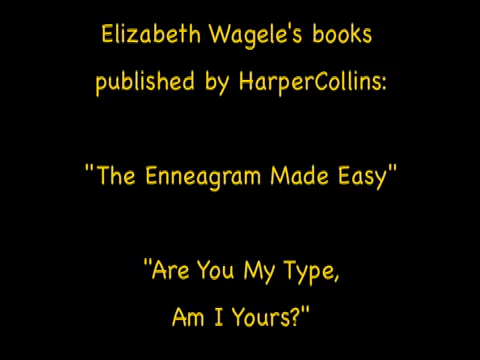 Elizabeth Wagele's books
published by HarperCollins:
"The Enneagram Made Easy"
"Are You My Type,
Am I Yours?"